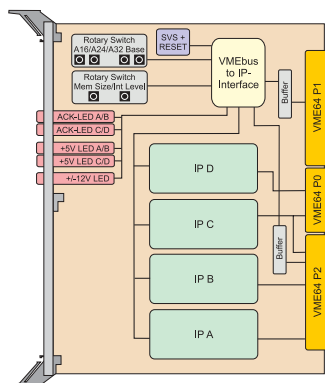 Rotary Switch
A16/A24/A32 Base
SVS +
RESET
VMEbus
to IP-
Interface
Rotary Switch
Mem Size/Int Level
Buffer
VME64 P1
ACK-LED A/B
ACK-LED C/D
+5V LED A/B
+5V LED C/D
+/-12V LED
IP D
VME64 P0
IP C
Buffer
IP B
VME64 P2
IP A